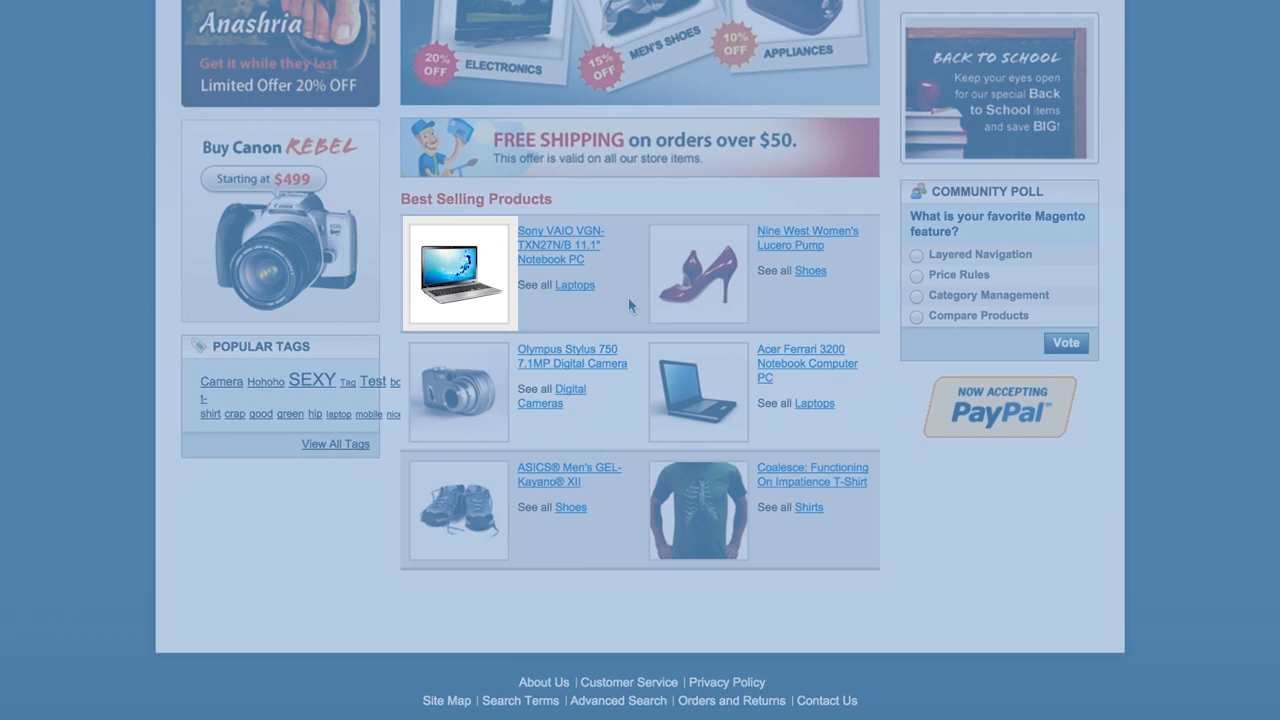 Anashria
Get it while they last
Limited Offer 20% OFF
Buy Canon REBEL
Starting at $499
Canon
POPULAR TAGS
Camera Hohoho SEXY Tag Test bo
t-
shirt crap good green hip laptop mobile nice
View All Tags
20%
OFF
ELECTRONICS
15%
OFF
MEN'S SHOES
10%
OFF
APPLIANCES
FREE SHIPPING on orders over $50.
This offer is valid on all our store items.
Best Selling Products
Sony VAIO VGN-
TXN27N/B 11.1"
Notebook PC
See all Laptops
Nine West Women's
Lucero Pump
See all Shoes
Olympus Stylus 750
7.1MP Digital Camera
See all Digital
Cameras
Acer Ferrari 3200
Notebook Computer
PC
See all Laptops
ASICS® Men's GEL-
Kayano® XII
See all Shoes
Coalesce: Functioning
On Impatience T-Shirt
See all Shirts
BACK TO SCHOOL
Keep your eyes open
for our special Back
to School items
and save BIG!
COMMUNITY POLL
What is your favorite Magento
feature?
Layered Navigation
Price Rules
Category Management
Compare Products
Vote
NOW ACCEPTING
PayPal™
About Us | Customer Service | Privacy Policy
Site Map | Search Terms | Advanced Search | Orders and Returns | Contact Us